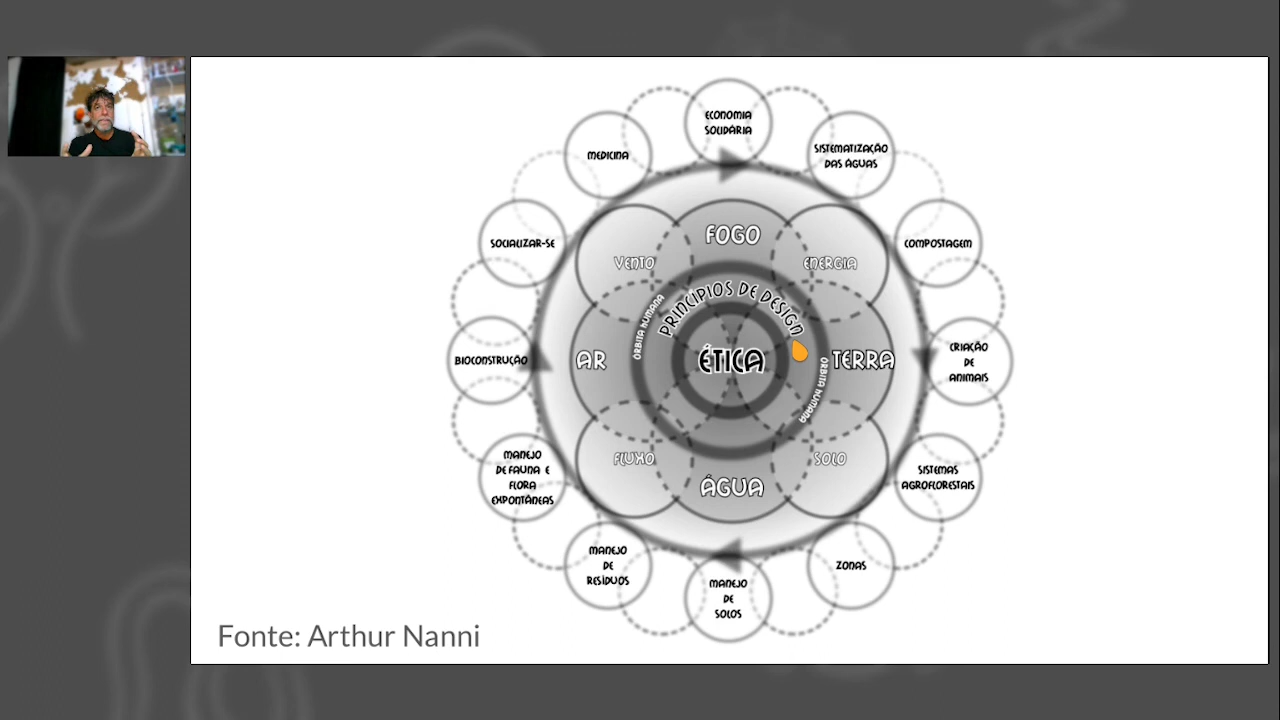 ECONOMIA
SOLIDÁRIA
MEDICINA
SISTEMATIZAÇÃO
DAS ÁGUAS
SOCIALIZAR-SE
COMPOSTAGEM
FOGO
VENTO
ENERGIA
PRINCÍPIOS DE DESIGN
ÓRBITA HUMANA
BIOCONSTRUÇÃO
AR
ÉTICA
TERRA
CRIAÇÃO
DE
ANIMAIS
ÓRBITA HUMANA
FLUXO
SOLO
ÁGUA
MANEJO
DE FAUNA E
FLORA
EXPONTÂNEAS
SISTEMAS
AGROFLORESTAIS
MANEJO
DE
RESÍDUOS
ZONAS
MANEJO
DE
SOLOS
Fonte: Arthur Nanni